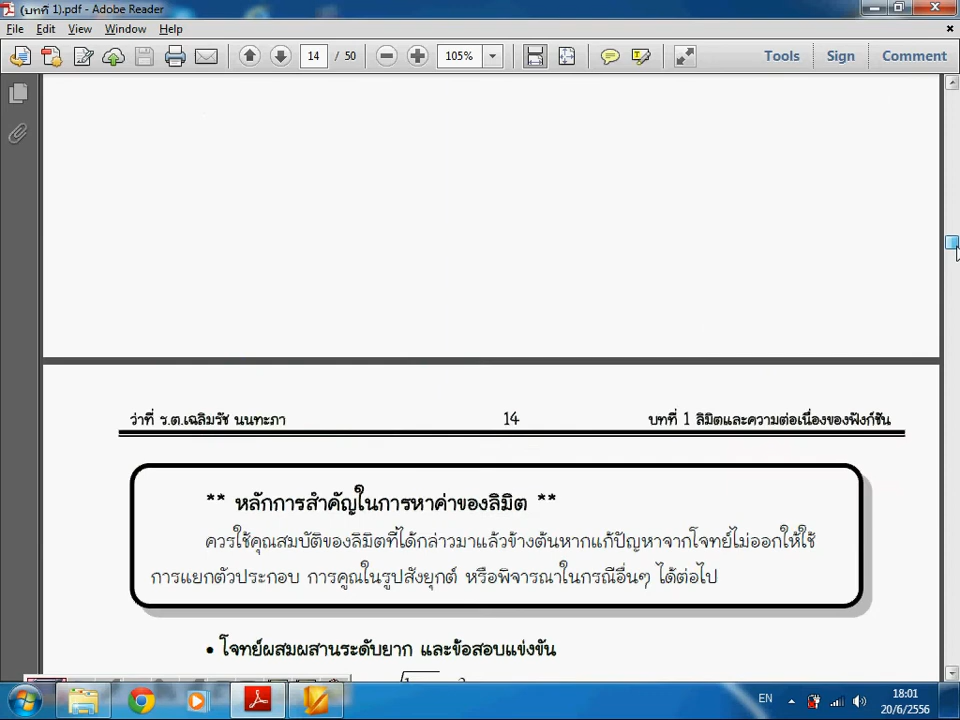 (บทที่ 1).pdf - Adobe Reader
File Edit View Window Help
14 / 50 105% Tools Sign Comment
ว่าที่ ร.ต.เฉลิมรัช นนทะภา 14 บทที่ 1 ลิมิตและความต่อเนื่องของฟังก์ชัน
** หลักการสำคัญในการหาค่าของลิมิต **
ควรใช้คุณสมบัติของลิมิตที่ได้กล่าวมาแล้วข้างต้นหากแก้ปัญหาจากโจทย์ไม่ออกให้ใช้
การแยกตัวประกอบ การคูณในรูปสังยุกต์ หรือพิจารณาในกรณีอื่นๆ ได้ต่อไป
• โจทย์ผสมผสานระดับยาก และข้อสอบแข่งขัน
EN 18:01
20/6/2556